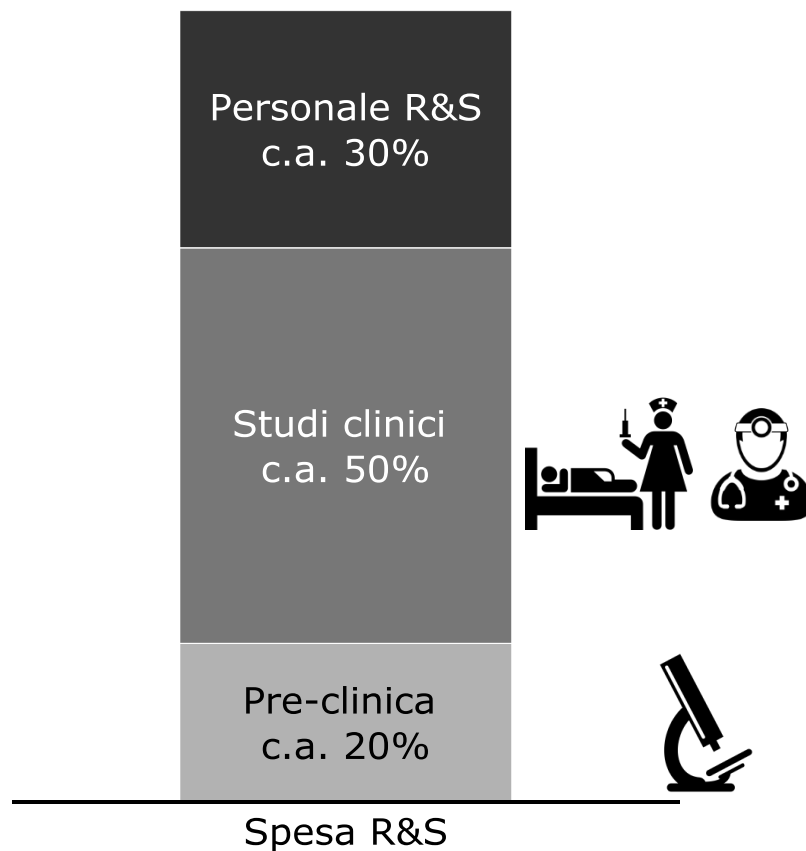 Personale R&S
c.a. 30%
Studi clinici
c.a. 50%
Pre-clinica
c.a. 20%
Spesa R&S